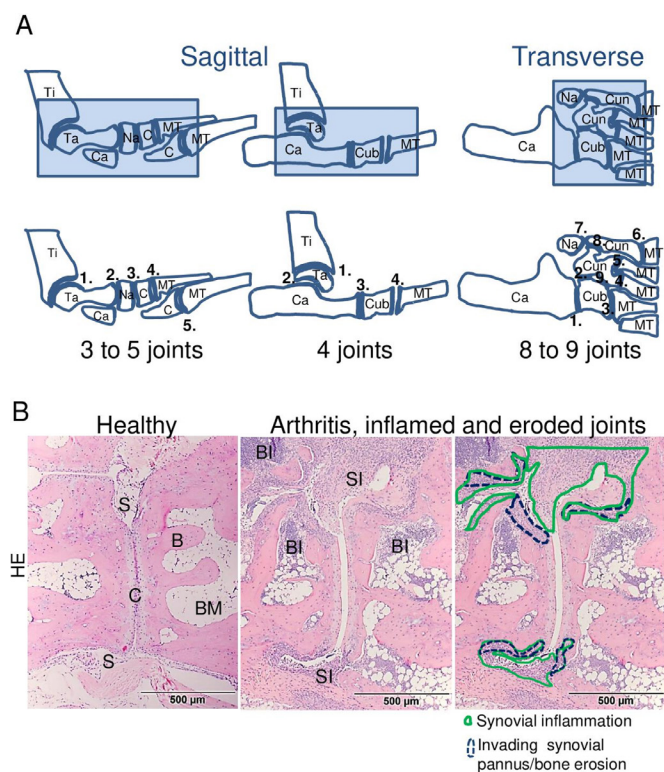 A
Sagittal Transverse
Ti Ta Na C MT MT Ca C
Ti Ta Ca Cub MT
Na Cun Cun MT MT Ca Cub MT MT
Ti 1. 2. 3. 4. Ta Na C MT MT Ca 5.
Ti 2. Ta 1. Ca 3. Cub 4. MT
7. Na 8. Cun 6. Cun 5. MT 2. 9. 4. Ca Cub MT 1. 3. MT
3 to 5 joints 4 joints 8 to 9 joints
B
Healthy Arthritis, inflamed and eroded joints
HE
S B C BM S
500 µm
BI SI BI BI SI
500 µm
500 µm
Synovial inflammation
Invading synovial
pannus/bone erosion